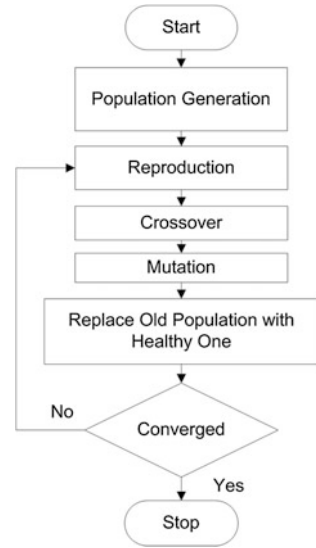 Start
Population Generation
Reproduction
Crossover
Mutation
Replace Old Population with
Healthy One
No
Converged
Yes
Stop